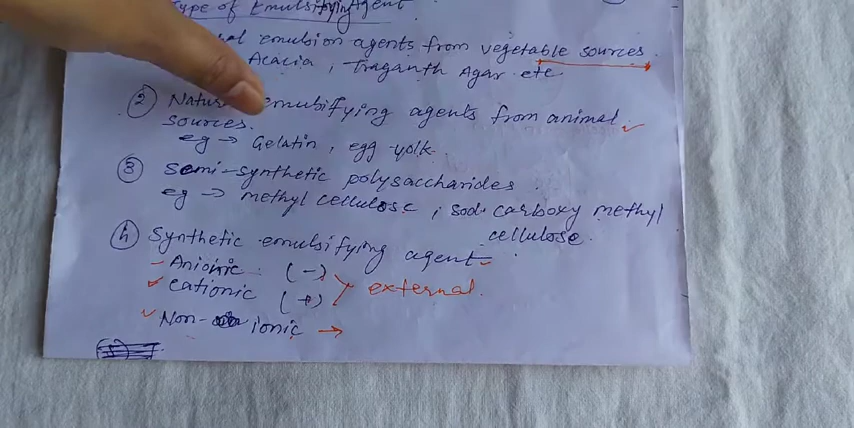 Type of Emulsifying Agent
emulsion agents from vegetable sources.
Acacia, Traganth Agar etc
② emulsifying agents from animal
sources.
eg → Gelatin, egg yolk
③ semi-synthetic polysaccharides.
eg → methyl cellulose, sod. carboxy methyl
cellulose.
④ Synthetic emulsifying agent
- Anionic (-)
cationic (+) } external.
Non- ionic →